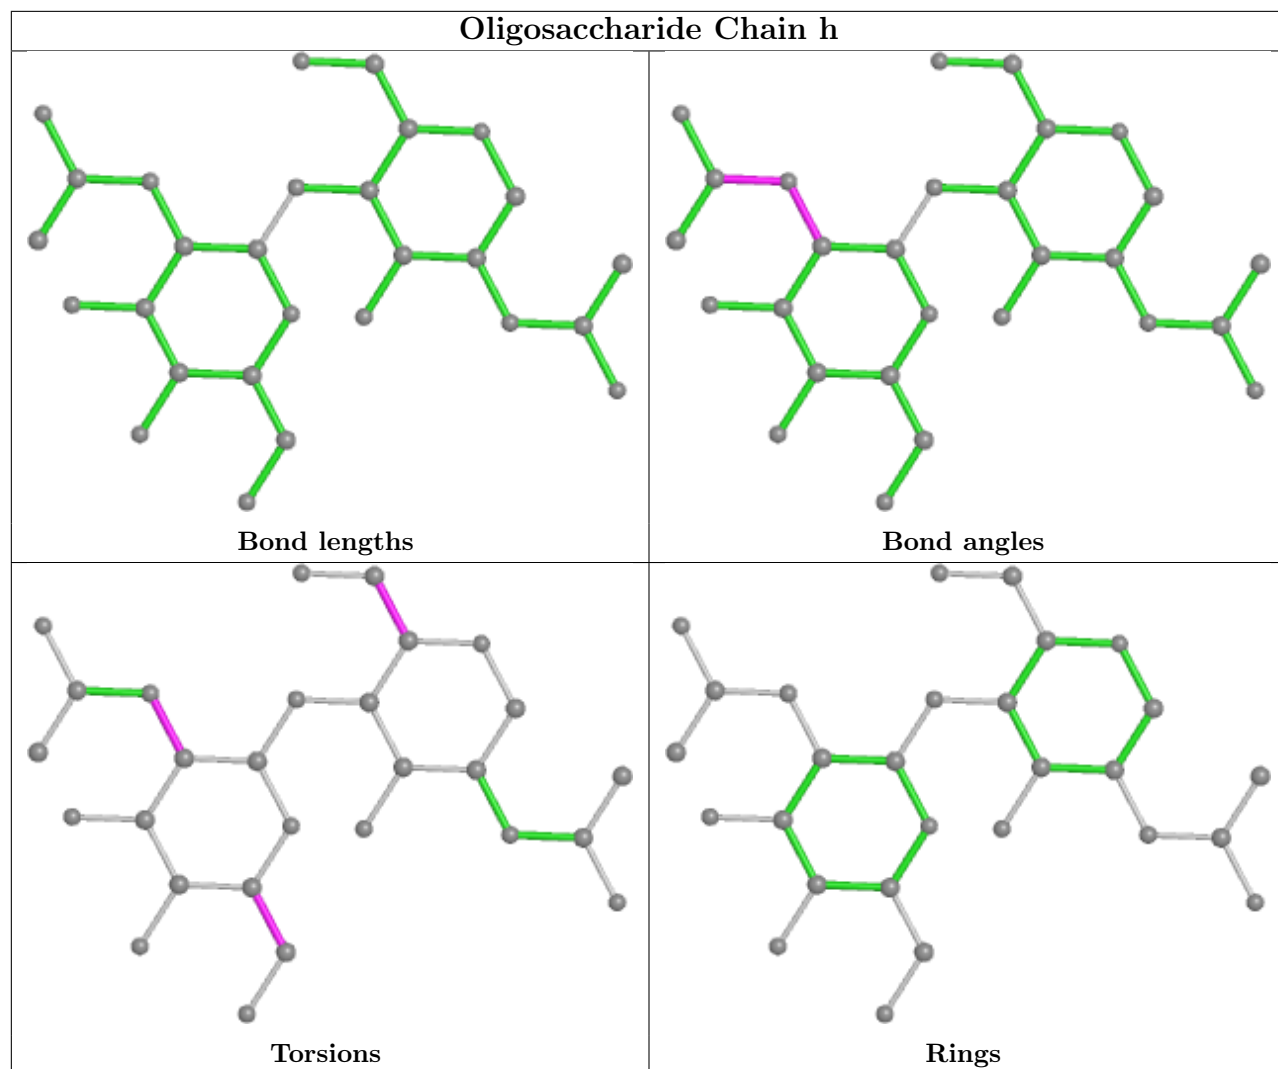 Oligosaccharide Chain h
Bond lengths
Bond angles
Torsions
Rings